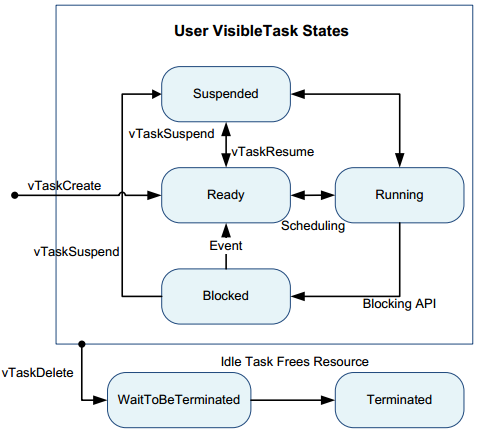 User VisibleTask States
Suspended
vTaskSuspend
vTaskResume
vTaskCreate
Ready
Running
Scheduling
vTaskSuspend
Event
Blocked
Blocking API
Idle Task Frees Resource
vTaskDelete
WaitToBeTerminated
Terminated